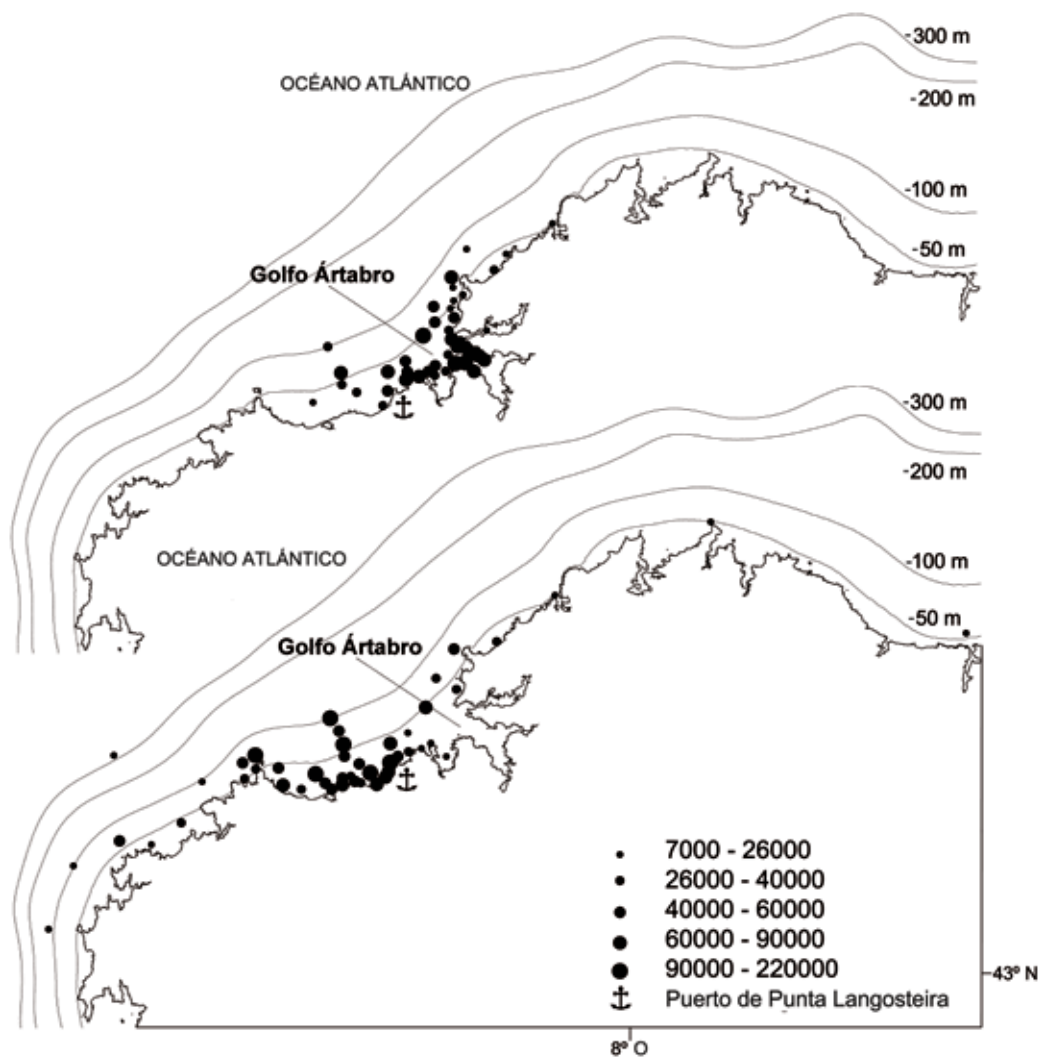 -300 m
OCÉANO ATLÁNTICO
-200 m
-100 m
-50 m
Golfo Ártabro
-300 m
-200 m
OCÉANO ATLÁNTICO
-100 m
-50 m
Golfo Ártabro
7000 - 26000
26000 - 40000
40000 - 60000
60000 - 90000
90000 - 220000
Puerto de Punta Langosteira
43º N
8º O